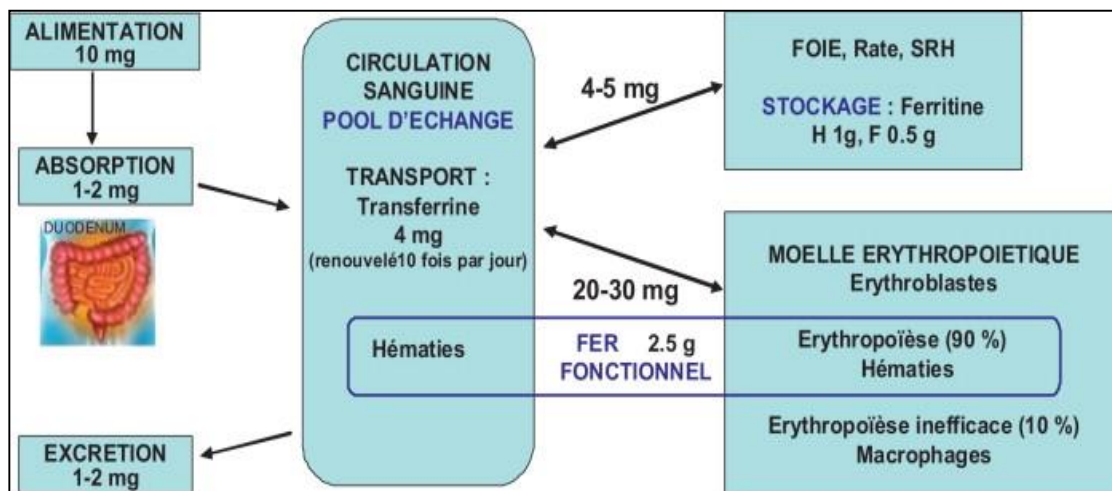 ALIMENTATION
10 mg
ABSORPTION
1-2 mg
DUODENUM
EXCRETION
1-2 mg
CIRCULATION
SANGUINE
POOL D'ECHANGE
TRANSPORT :
Transferrine
4 mg
(renouvelé10 fois par jour)
Hématies
4-5 mg
20-30 mg
FER 2.5 g
FONCTIONNEL
FOIE, Rate, SRH
STOCKAGE : Ferritine
H 1g, F 0.5 g
MOELLE ERYTHROPOIETIQUE
Erythroblastes
Erythropoïèse (90 %)
Hématies
Erythropoïèse inefficace (10 %)
Macrophages